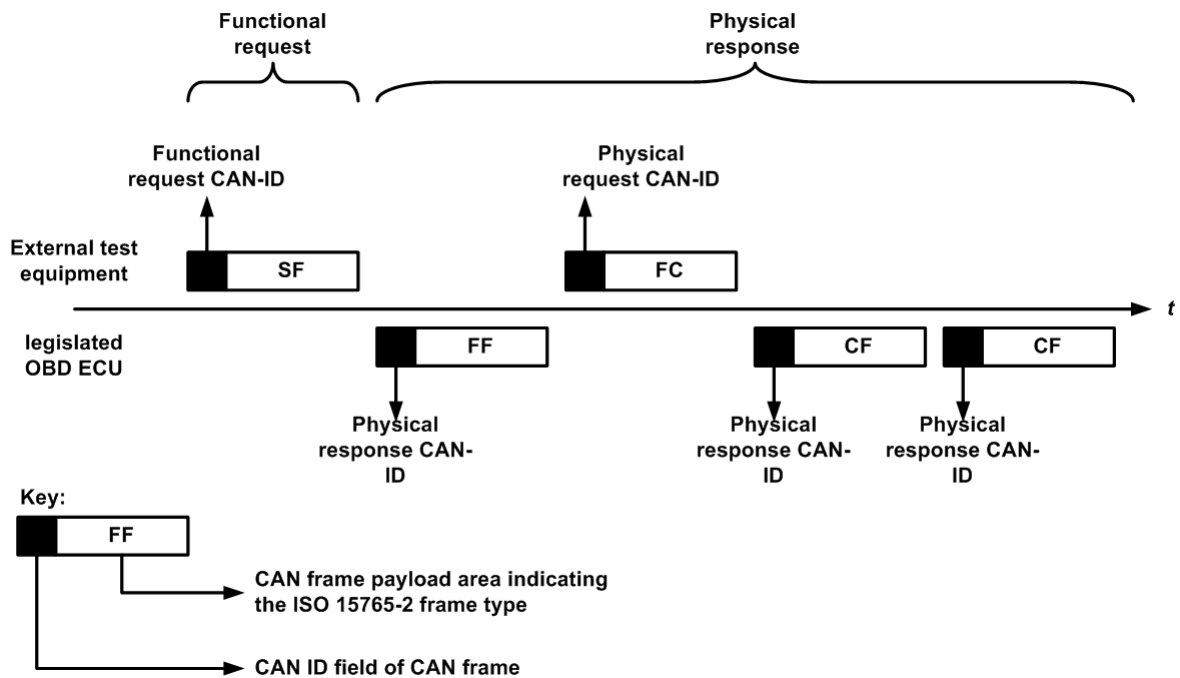 Functional
request
Physical
response
Functional
request CAN-ID
Physical
request CAN-ID
External test
equipment
SF
FC
t
legislated
OBD ECU
FF
CF
CF
Physical
response CAN-
ID
Physical
response CAN-
ID
Physical
response CAN-
ID
Key:
FF
CAN frame payload area indicating
the ISO 15765-2 frame type
CAN ID field of CAN frame